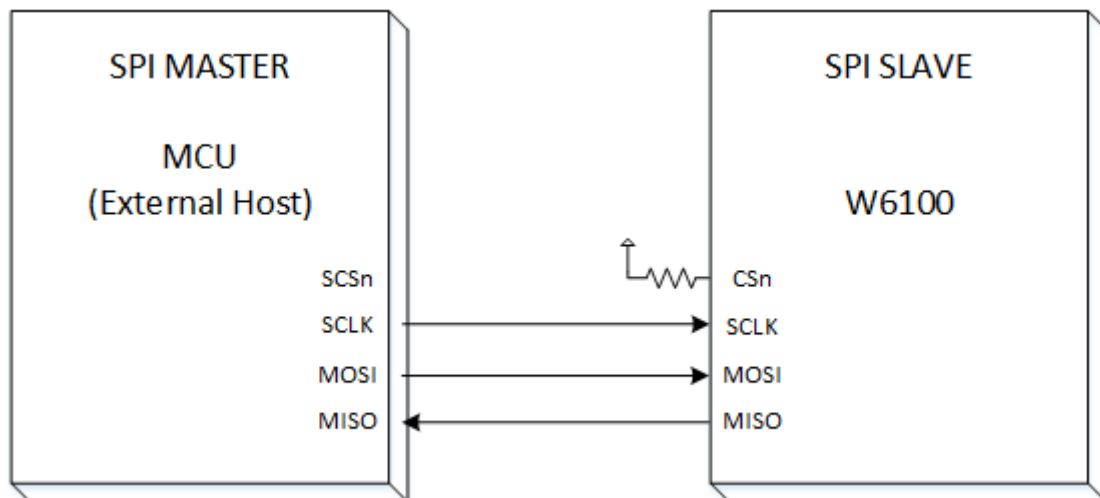 SPI MASTER
MCU
(External Host)
SCSn
SCLK
MOSI
MISO
SPI SLAVE
W6100
CSn
SCLK
MOSI
MISO